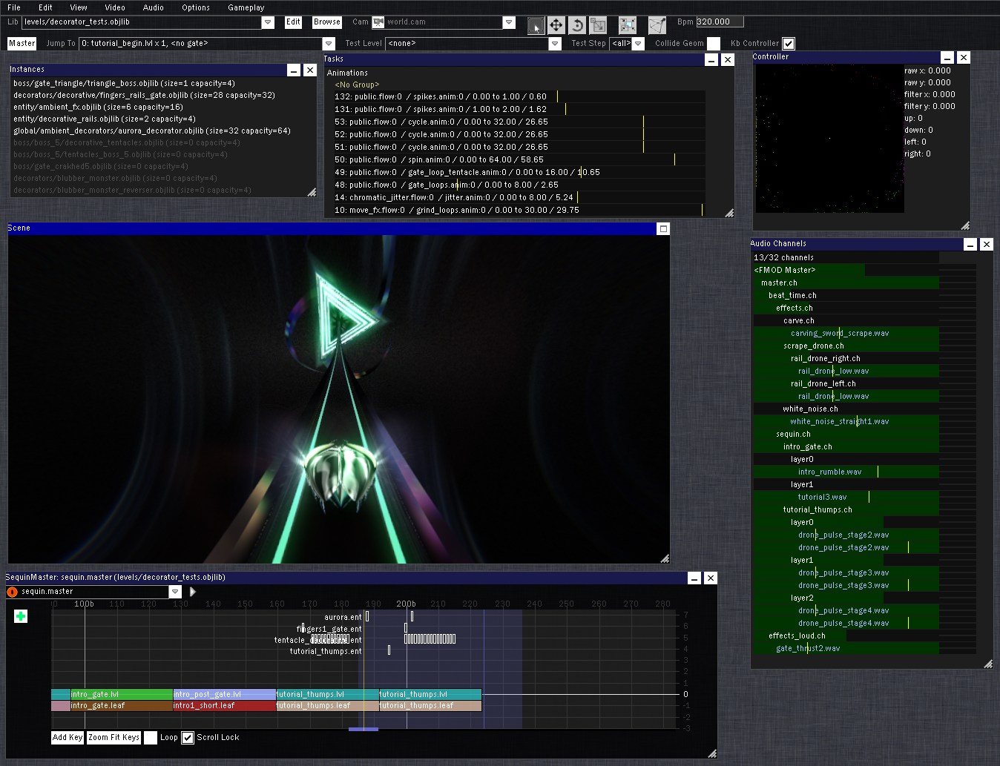 File Edit View Video Audio Options Gameplay
Lib levels/decorator_tests.objlib Edit Browse Cam world.cam Bpm 320.000
Master Jump To 0: tutorial_begin.lvl x 1, <no gate> Test Level <none> Test Step <all> Collide Geom Kb Controller
Instances
boss/gate_triangle/triangle_boss.objlib (size=1 capacity=4)
decorators/decorative/fingers_rails_gate.objlib (size=28 capacity=32)
entity/ambient_fx.objlib (size=6 capacity=16)
entity/decorative_rails.objlib (size=2 capacity=4)
global/ambient_decorators/aurora_decorator.objlib (size=32 capacity=64)
boss/boss_5/decorative_tentacles.objlib (size=0 capacity=4)
boss/boss_5/tentacles_boss_5.objlib (size=0 capacity=4)
boss/gate_crakhed5.objlib (size=0 capacity=4)
decorators/blubber_monster.objlib (size=0 capacity=4)
decorators/blubber_monster_reverser.objlib (size=0 capacity=4)
Tasks
Animations
<No Group>
132: public.flow:0 / spikes.anim:0 / 0.00 to 1.00 / 0.60
131: public.flow:0 / spikes.anim:0 / 1.00 to 2.00 / 1.62
53: public.flow:0 / cycle.anim:0 / 0.00 to 32.00 / 26.65
52: public.flow:0 / cycle.anim:0 / 0.00 to 32.00 / 26.65
51: public.flow:0 / cycle.anim:0 / 0.00 to 32.00 / 26.65
50: public.flow:0 / spin.anim:0 / 0.00 to 64.00 / 58.65
49: public.flow:0 / gate_loop_tentacle.anim:0 / 0.00 to 16.00 / 10.65
48: public.flow:0 / gate_loops.anim:0 / 0.00 to 8.00 / 2.65
14: chromatic_jitter.flow:0 / jitter.anim:0 / 0.00 to 8.00 / 5.24
10: move_fx.flow:0 / grind_loops.anim:0 / 0.00 to 30.00 / 29.75
Controller
raw x: 0.000
raw y: 0.000
filter x: 0.000
filter y: 0.000
up: 0
down: 0
left: 0
right: 0
Scene
Audio Channels
13/32 channels
<FMOD Master>
master.ch
beat_time.ch
effects.ch
carve.ch
carving_sword_scrape.wav
scrape_drone.ch
rail_drone_right.ch
rail_drone_low.wav
rail_drone_left.ch
rail_drone_low.wav
white_noise.ch
white_noise_straight1.wav
sequin.ch
intro_gate.ch
layer0
intro_rumble.wav
layer1
tutorial3.wav
tutorial_thumps.ch
layer0
drone_pulse_stage2.wav
drone_pulse_stage2.wav
layer1
drone_pulse_stage3.wav
drone_pulse_stage3.wav
layer2
drone_pulse_stage4.wav
drone_pulse_stage4.wav
effects_loud.ch
gate_thrust2.wav
SequinMaster: sequin.master (levels/decorator_tests.objlib)
sequin.master
100b 110 120 130 140 150 160 170 180 190 200b 210 220 230 240 250 260 270 280
aurora.ent 7
fingers1_gate.ent 6
5
tutorial_thumps.ent 4
3
2
1
intro_gate.lvl intro_post_gate.lvl tutorial_thumps.lvl tutorial_thumps.lvl 0
intro_gate.leaf intro1_short.leaf tutorial_thumps.leaf tutorial_thumps.leaf -1
-2
-3
Add Key Zoom Fit Keys Loop Scroll Lock